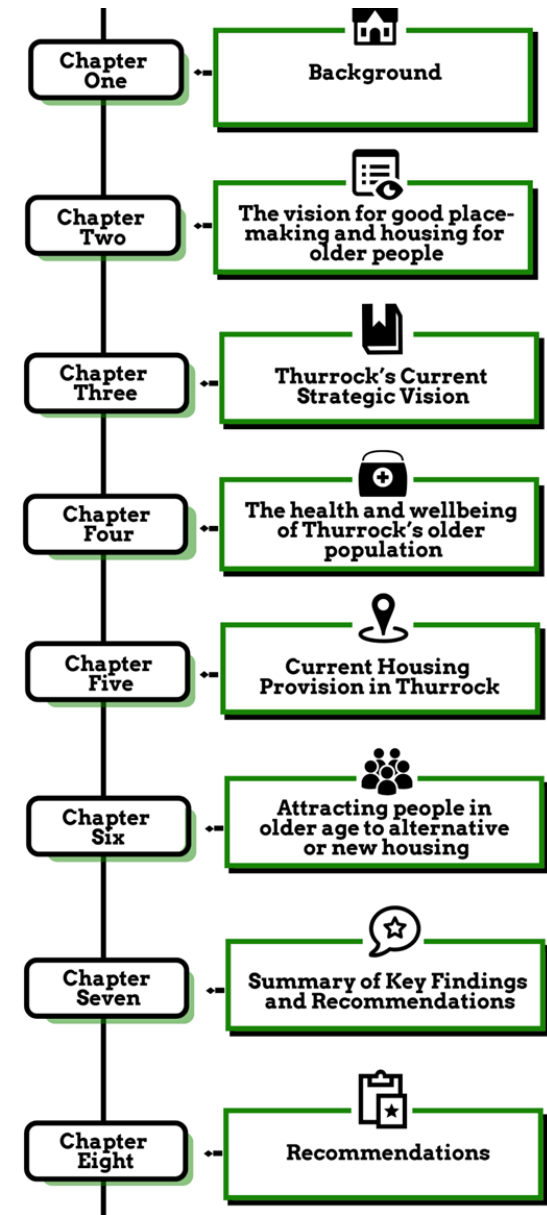 Chapter
One
Background
Chapter
Two
The vision for good place-
making and housing for
older people
Chapter
Three
Thurrock's Current
Strategic Vision
Chapter
Four
The health and wellbeing
of Thurrock's older
population
Chapter
Five
Current Housing
Provision in Thurrock
Chapter
Six
Attracting people in
older age to alternative
or new housing
Chapter
Seven
Summary of Key Findings
and Recommendations
Chapter
Eight
Recommendations